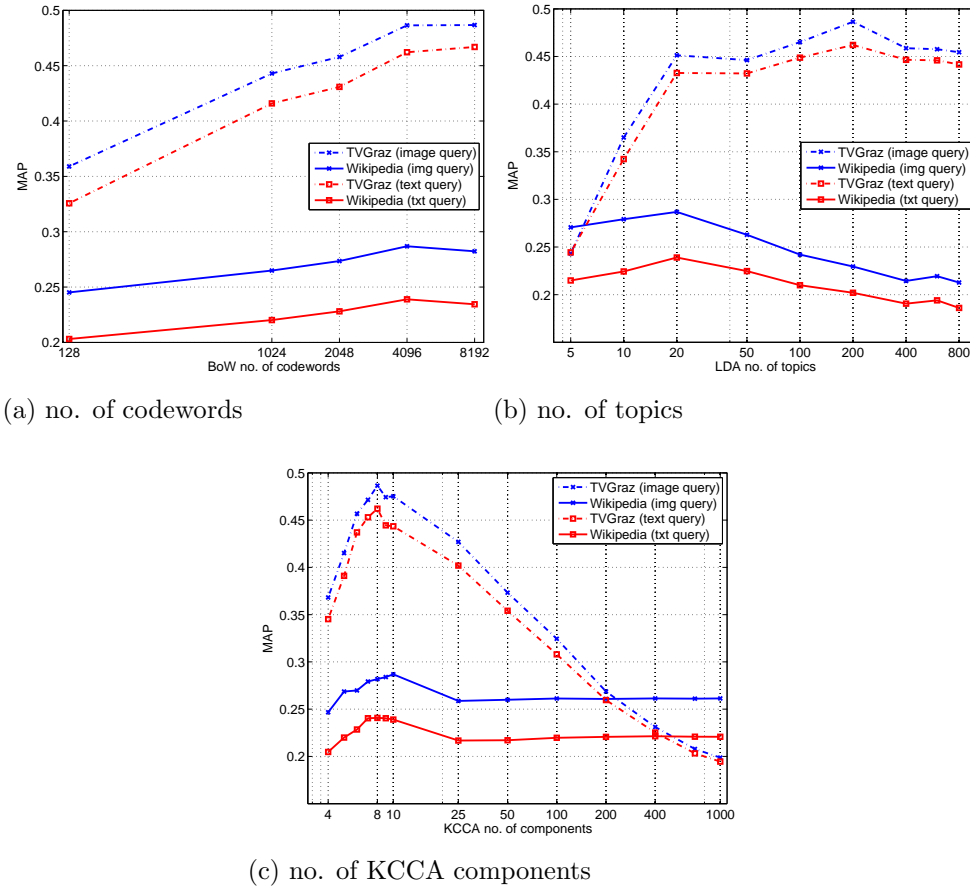 0.5
0.45
0.4
0.35
0.3
0.25
0.2
MAP
TVGraz (image query)
Wikipedia (img query)
TVGraz (text query)
Wikipedia (txt query)
128 1024 2048 4096 8192
BoW no. of codewords
(a) no. of codewords
0.5
0.45
0.4
0.35
0.3
0.25
0.2
MAP
TVGraz (image query)
Wikipedia (img query)
TVGraz (text query)
Wikipedia (txt query)
5 10 20 50 100 200 400 800
LDA no. of topics
(b) no. of topics
0.5
0.45
0.4
0.35
0.3
0.25
0.2
MAP
TVGraz (image query)
Wikipedia (img query)
TVGraz (text query)
Wikipedia (txt query)
4 8 10 25 50 100 200 400 1000
KCCA no. of components
(c) no. of KCCA components